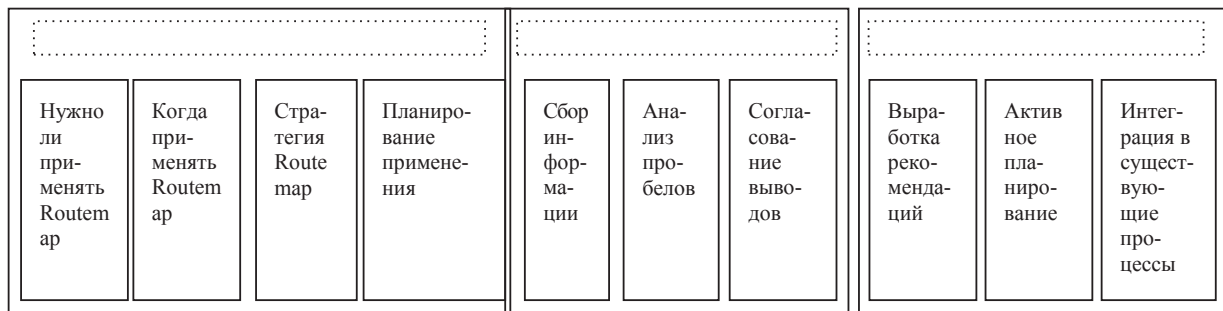 Нужно
ли
при-
менять
Routem
ap
Когда
при-
менять
Routem
ap
Стра-
тегия
Route
map
Планиро-
вание
примене-
ния
Сбор
ин-
фор-
ма-
ции
Ана-
лиз
про-
белов
Согла-
сова-
ние
выво-
дов
Выра-
ботка
реко-
менда-
ций
Актив
ное
пла-
нирo-
вание
Интег-
рация в
сущест-
вую-
щие
про-
цессы